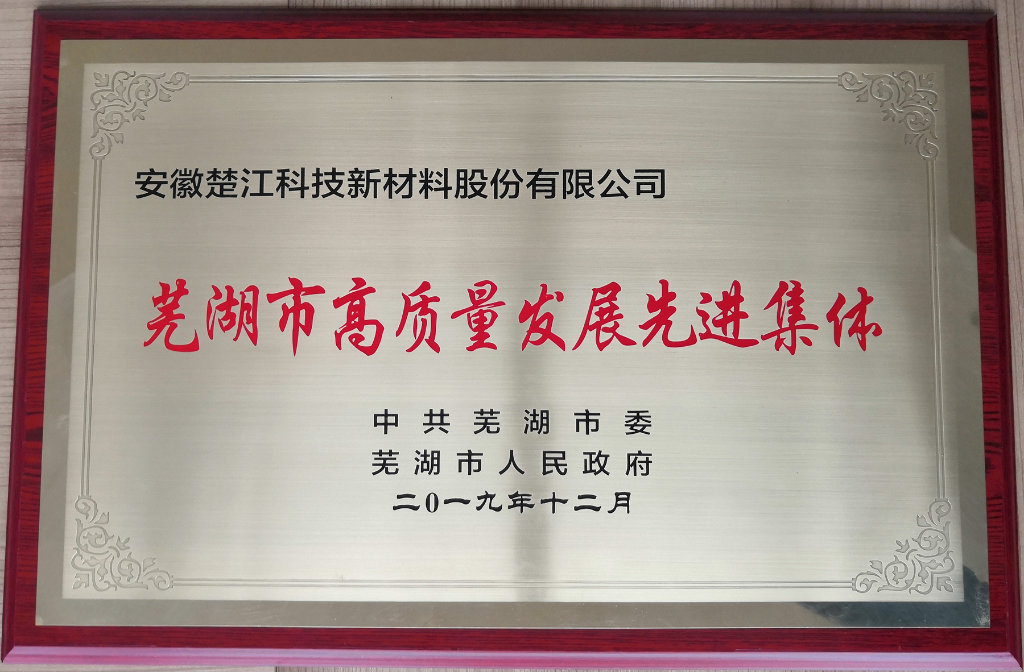 安徽楚江科技新材料股份有限公司
芜湖市高质量发展先进集体
中共芜湖市委
芜湖市人民政府
二0一九年十二月